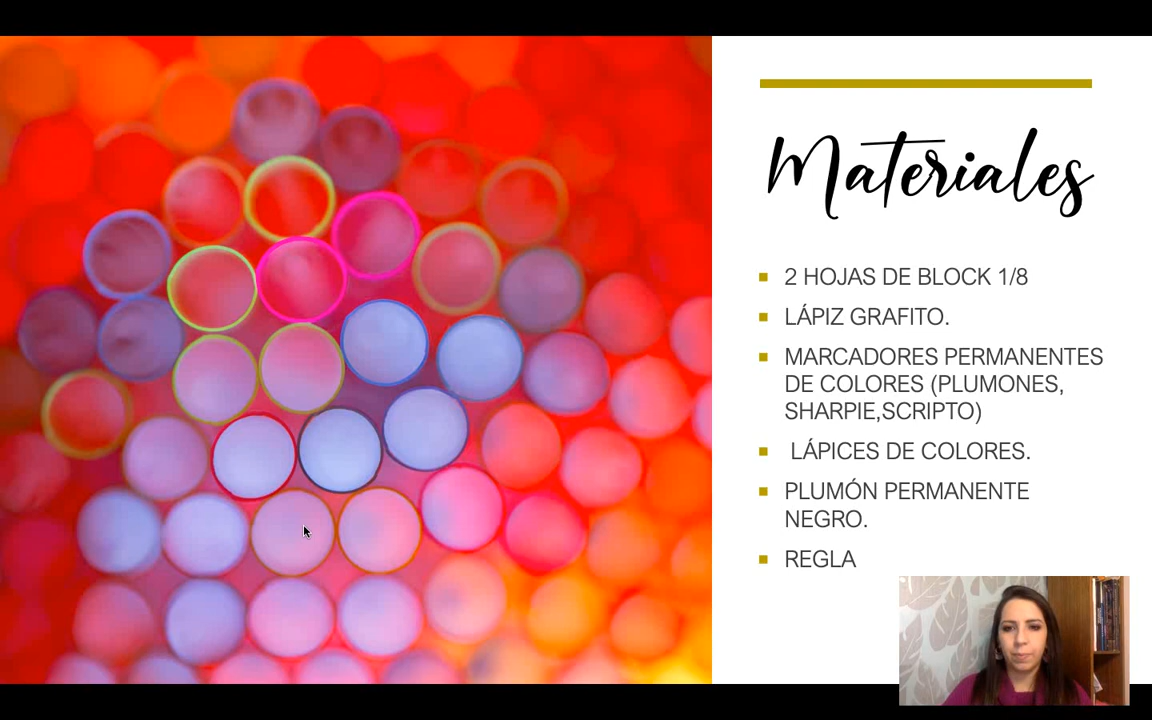 Materiales
2 HOJAS DE BLOCK 1/8
LÁPIZ GRAFITO.
MARCADORES PERMANENTES
DE COLORES (PLUMONES,
SHARPIE,SCRIPTO)
LÁPICES DE COLORES.
PLUMÓN PERMANENTE
NEGRO.
REGLA